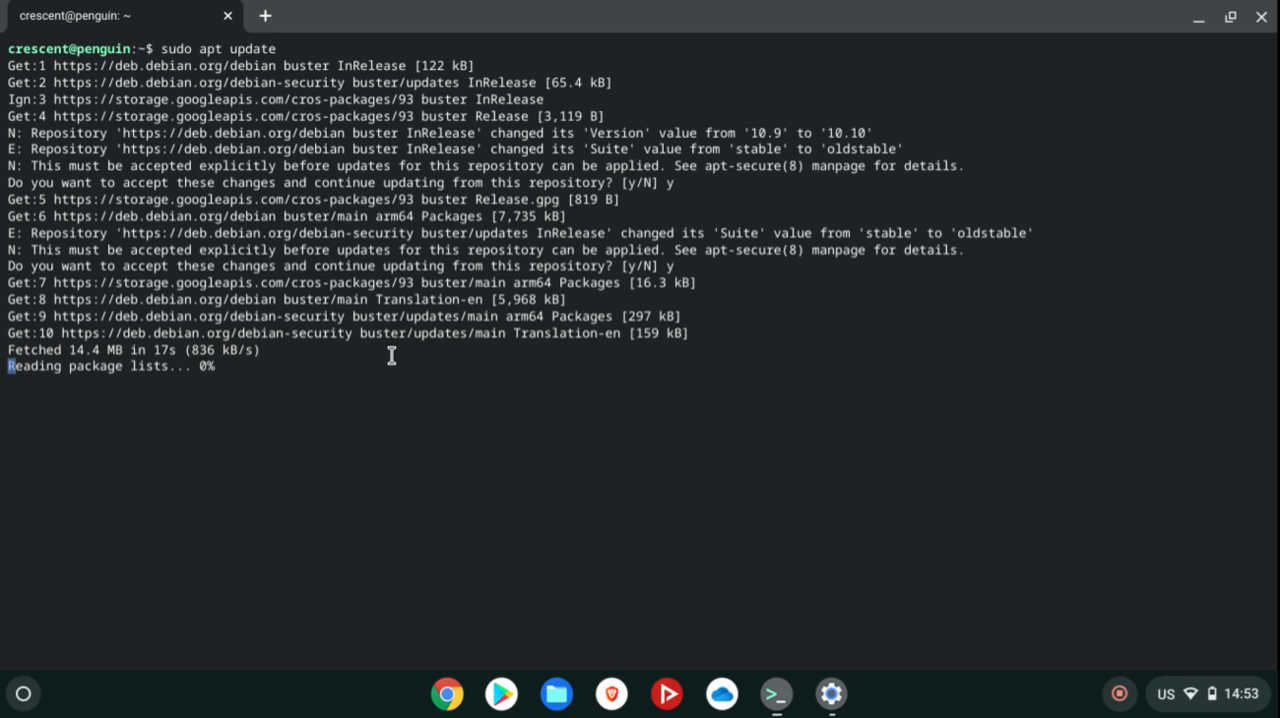 crescent@penguin: ~
crescent@penguin:~$ sudo apt update
Get:1 https://deb.debian.org/debian buster InRelease [122 kB]
Get:2 https://deb.debian.org/debian-security buster/updates InRelease [65.4 kB]
Ign:3 https://storage.googleapis.com/cros-packages/93 buster InRelease
Get:4 https://storage.googleapis.com/cros-packages/93 buster Release [3,119 B]
N: Repository 'https://deb.debian.org/debian buster InRelease' changed its 'Version' value from '10.9' to '10.10'
E: Repository 'https://deb.debian.org/debian buster InRelease' changed its 'Suite' value from 'stable' to 'oldstable'
N: This must be accepted explicitly before updates for this repository can be applied. See apt-secure(8) manpage for details.
Do you want to accept these changes and continue updating from this repository? [y/N] y
Get:5 https://storage.googleapis.com/cros-packages/93 buster Release.gpg [819 B]
Get:6 https://deb.debian.org/debian buster/main arm64 Packages [7,735 kB]
E: Repository 'https://deb.debian.org/debian-security buster/updates InRelease' changed its 'Suite' value from 'stable' to 'oldstable'
N: This must be accepted explicitly before updates for this repository can be applied. See apt-secure(8) manpage for details.
Do you want to accept these changes and continue updating from this repository? [y/N] y
Get:7 https://storage.googleapis.com/cros-packages/93 buster/main arm64 Packages [16.3 kB]
Get:8 https://deb.debian.org/debian buster/main Translation-en [5,968 kB]
Get:9 https://deb.debian.org/debian-security buster/updates/main arm64 Packages [297 kB]
Get:10 https://deb.debian.org/debian-security buster/updates/main Translation-en [159 kB]
Fetched 14.4 MB in 17s (836 kB/s)
Reading package lists... 0%
US 14:53